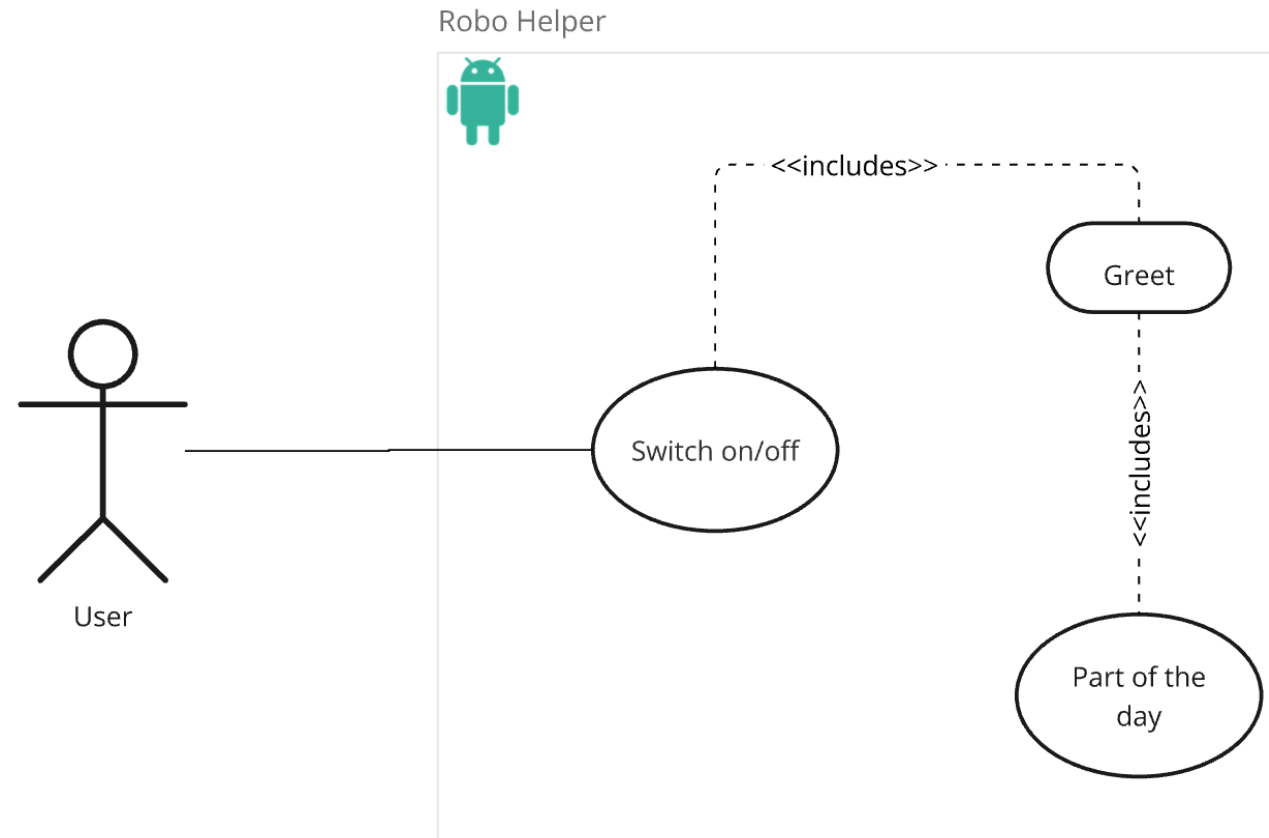 Robo Helper
<<includes>>
Greet
<<includes>>
Switch on/off
User
Part of the
day